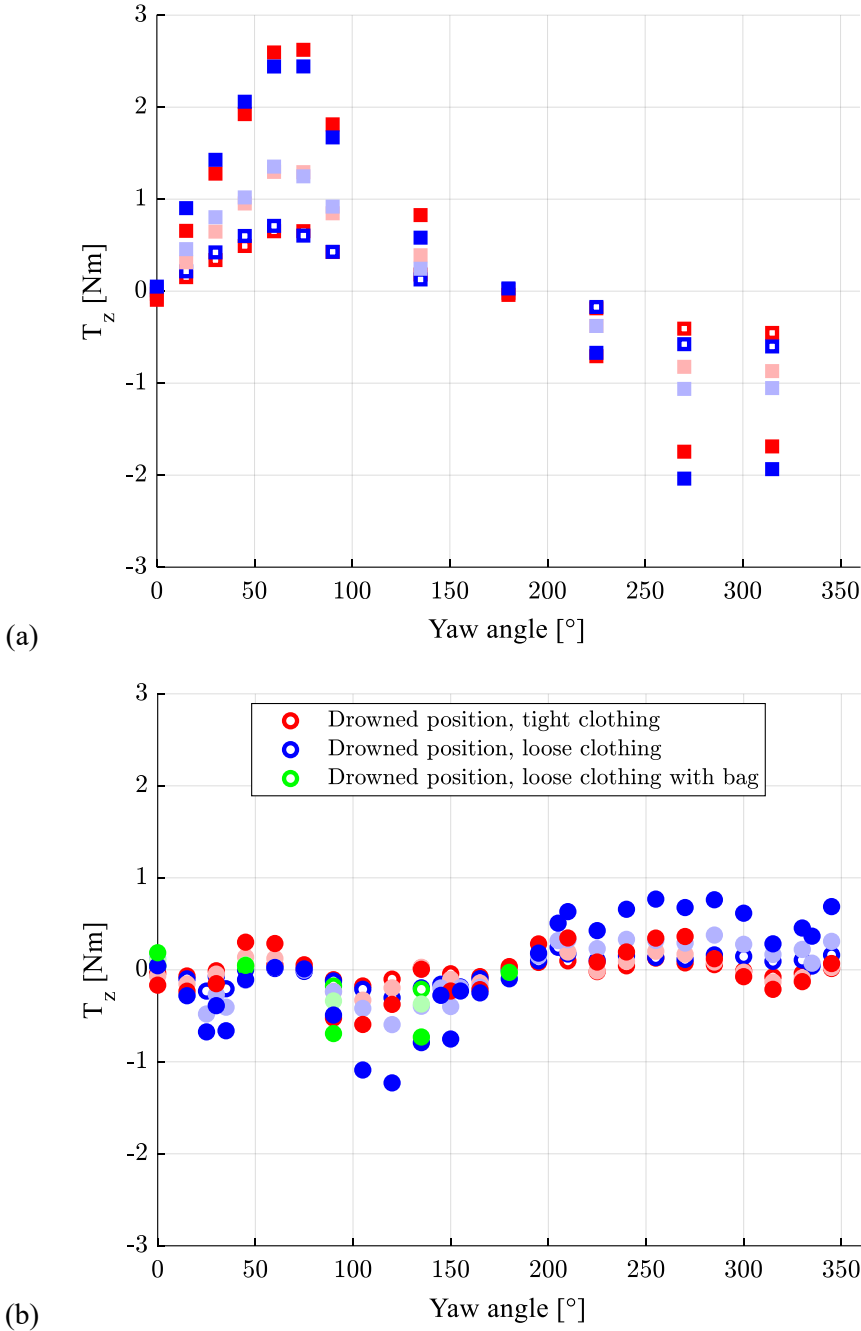 3
2
1
0
-1
-2
-3
T_z [Nm]
0 50 100 150 200 250 300 350
Yaw angle [°]
(a)
3
2
1
0
-1
-2
-3
T_z [Nm]
Drowned position, tight clothing
Drowned position, loose clothing
Drowned position, loose clothing with bag
0 50 100 150 200 250 300 350
Yaw angle [°]
(b)